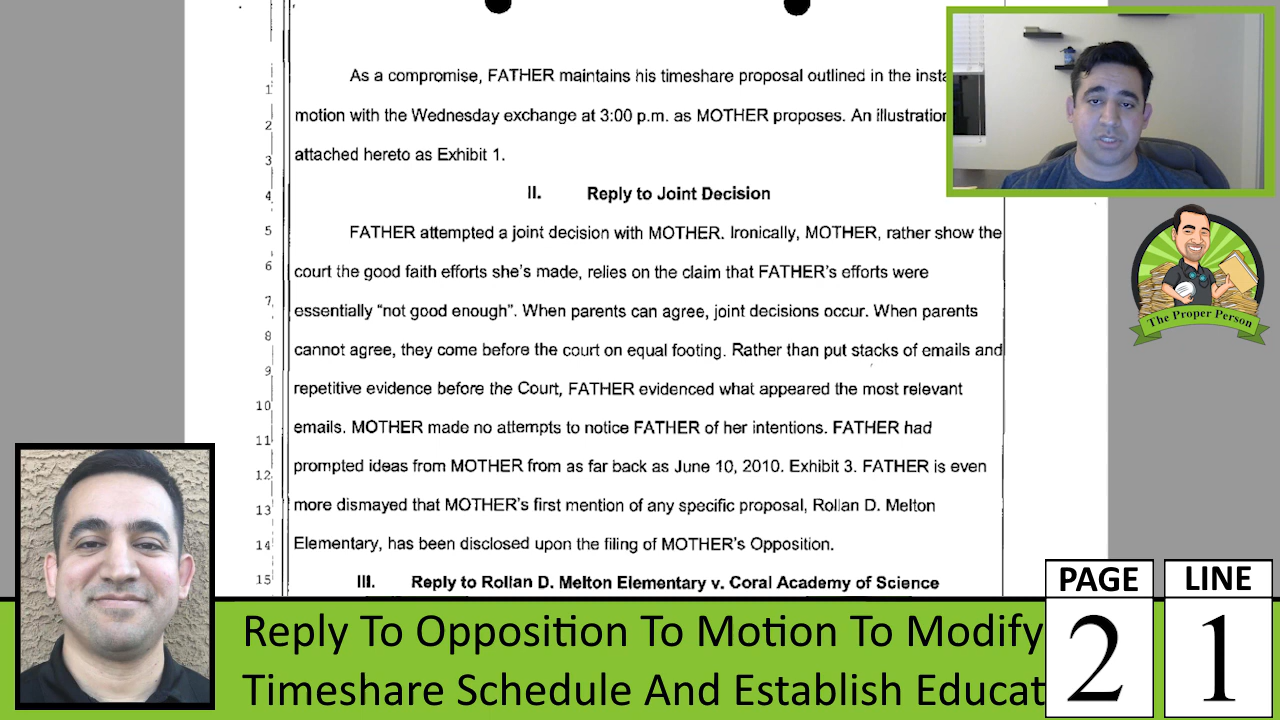 As a compromise, FATHER maintains his timeshare proposal outlined in the
1
motion with the Wednesday exchange at 3:00 p.m. as MOTHER proposes. An illustration
2
attached hereto as Exhibit 1.
3
II. Reply to Joint Decision
4
FATHER attempted a joint decision with MOTHER. Ironically, MOTHER, rather show the
5
court the good faith efforts she's made, relies on the claim that FATHER's efforts were
6
essentially "not good enough". When parents can agree, joint decisions occur. When parents
7
cannot agree, they come before the court on equal footing. Rather than put stacks of emails and
8
repetitive evidence before the Court, FATHER evidenced what appeared the most relevant
9
emails. MOTHER made no attempts to notice FATHER of her intentions. FATHER had
10
prompted ideas from MOTHER from as far back as June 10, 2010. Exhibit 3. FATHER is even
11
more dismayed that MOTHER's first mention of any specific proposal, Rollan D. Melton
12
Elementary, has been disclosed upon the filing of MOTHER's Opposition.
13
14
III. Reply to Rollan D. Melton Elementary v. Coral Academy of Science
15
The Proper Person
PAGE
LINE
2
1
Reply To Opposition To Motion To Modify
Timeshare Schedule And Establish Educat